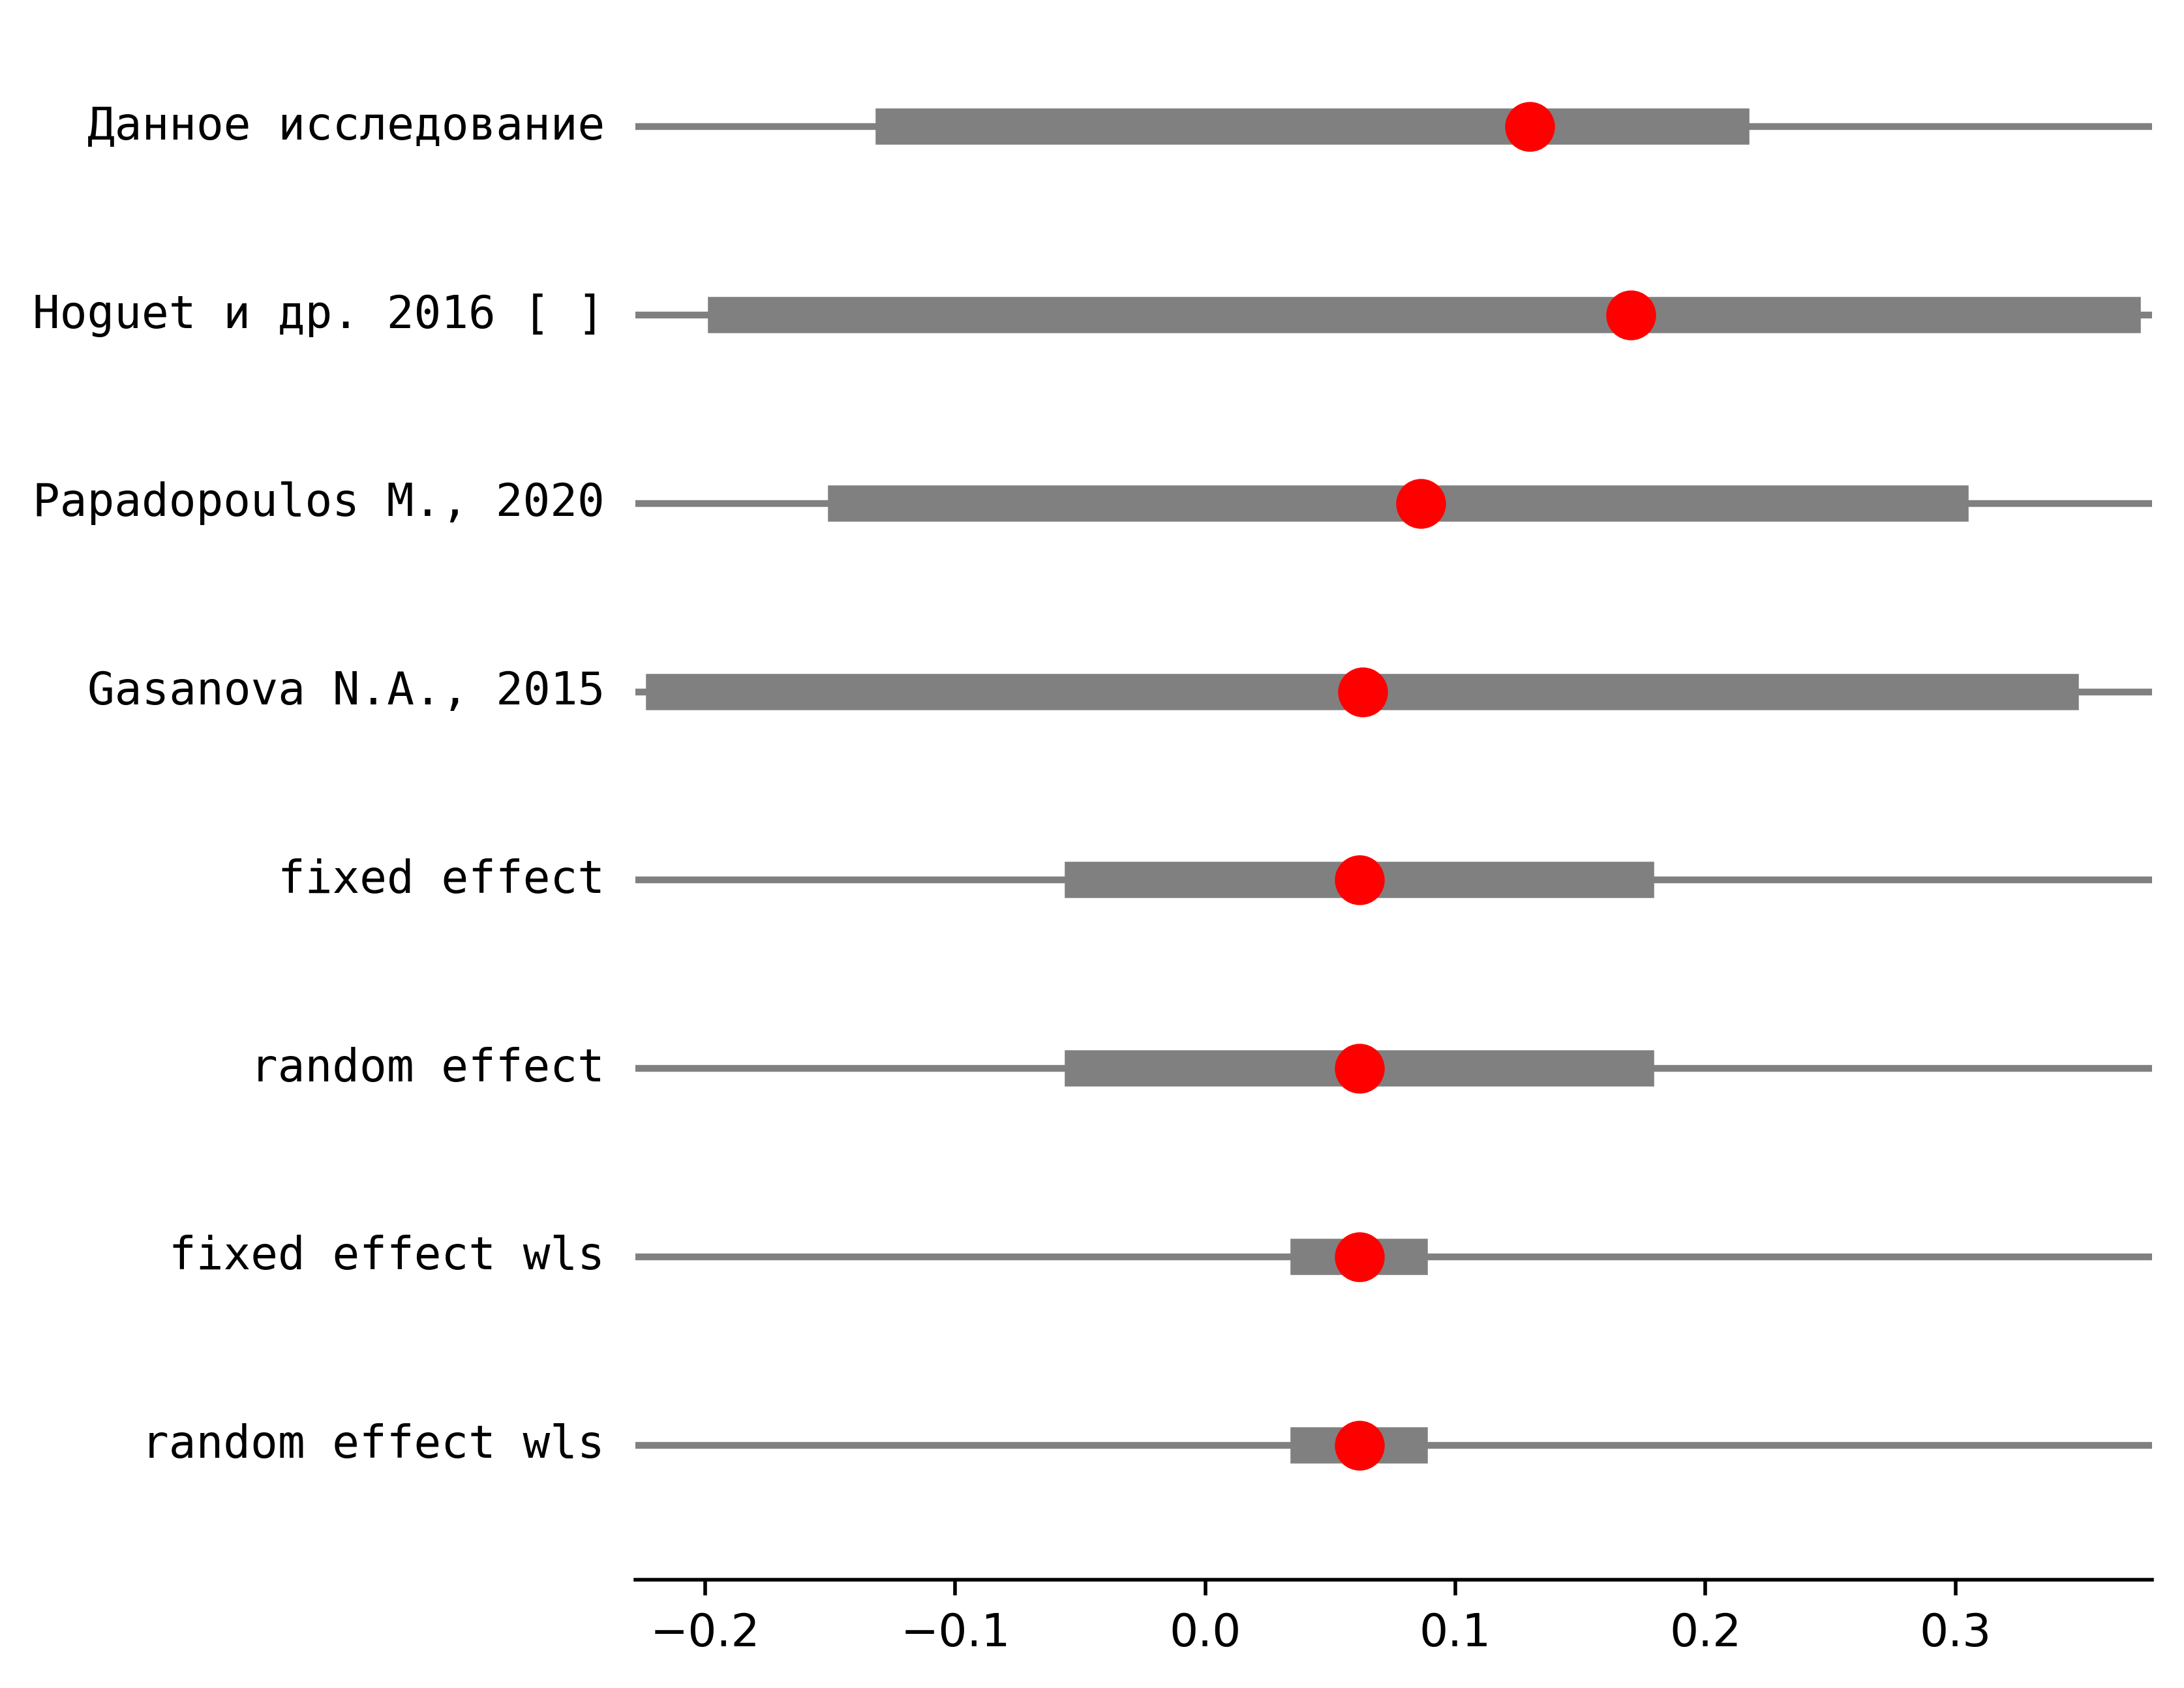 Данное исследование
Hoguet и др. 2016 [ ]
Papadopoulos M., 2020
Gasanova N.A., 2015
fixed effect
random effect
fixed effect wls
random effect wls
−0.2 −0.1 0.0 0.1 0.2 0.3